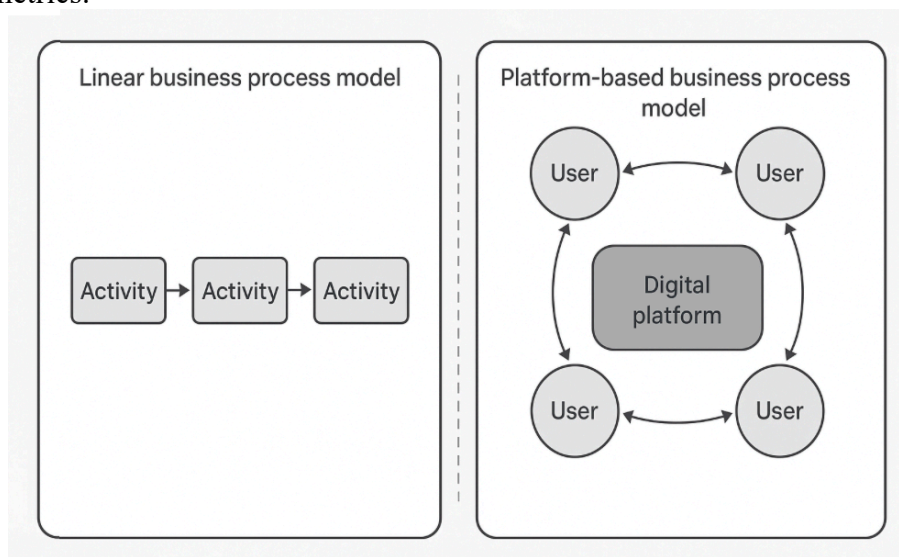 Linear business process model
Activity
Activity
Activity
Platform-based business process
model
User
User
Digital
platform
User
User